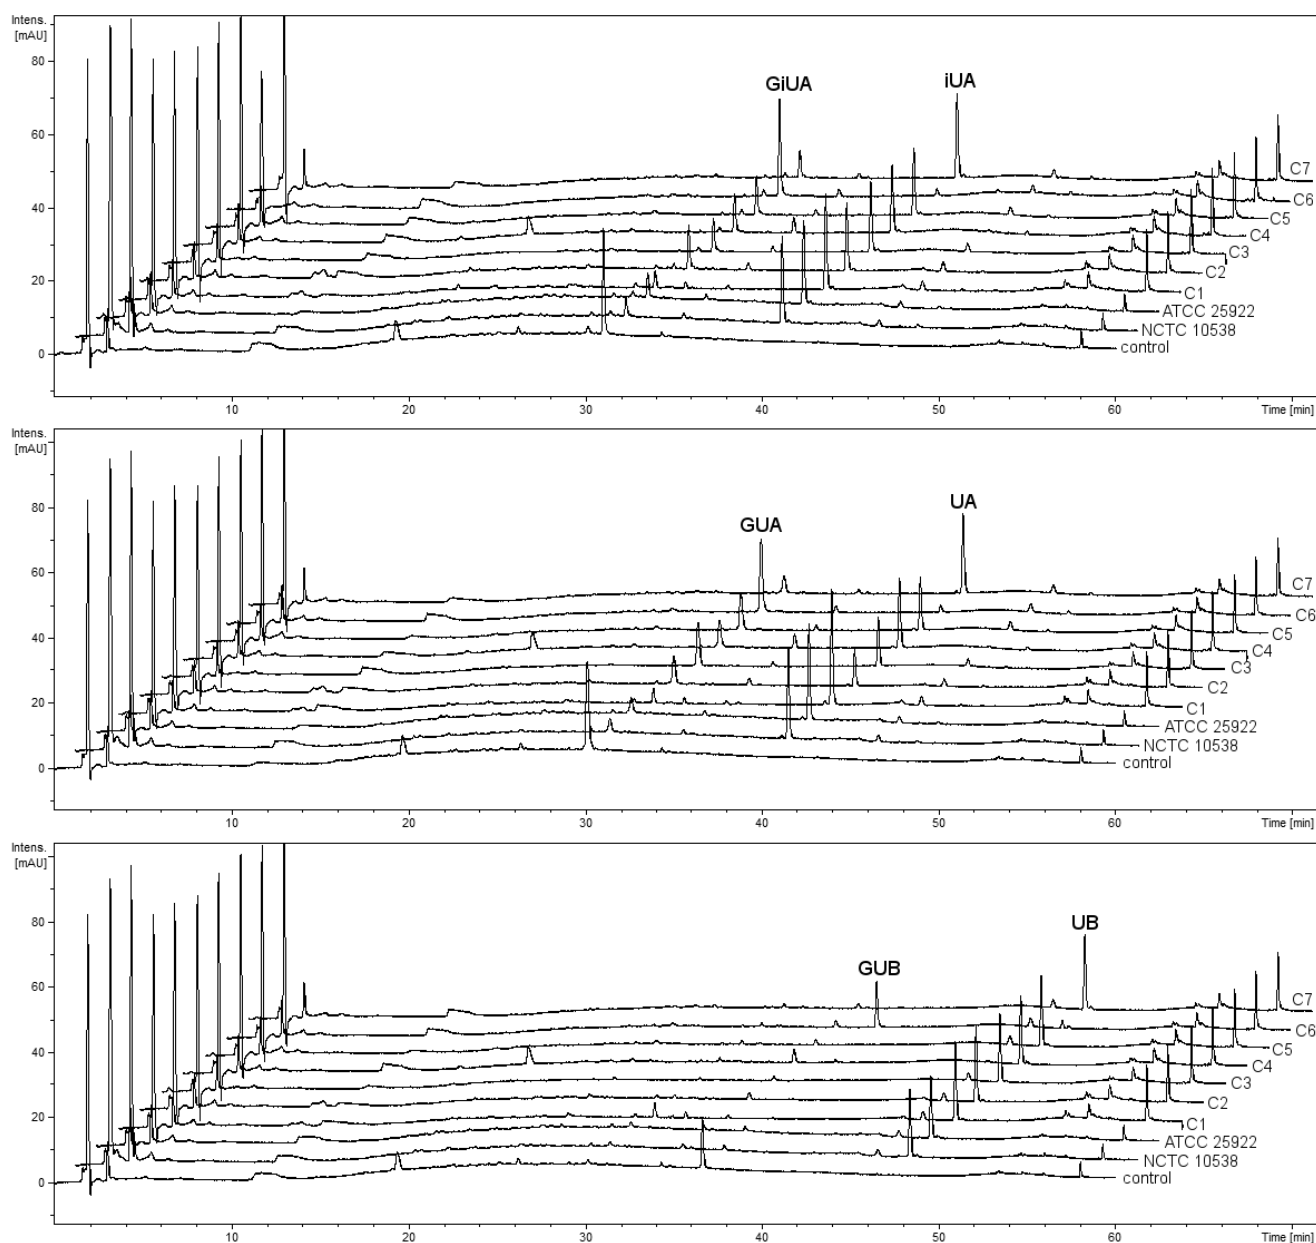 Intens.
[mAU]
80
60
40
20
0
GiUA
iUA
C7
C6
C5
C4
C3
C2
C1
ATCC 25922
NCTC 10538
control
10
20
30
40
50
60
Time [min]
Intens.
[mAU]
80
60
40
20
0
GUA
UA
C7
C6
C5
C4
C3
C2
C1
ATCC 25922
NCTC 10538
control
10
20
30
40
50
60
Time [min]
Intens.
[mAU]
80
60
40
20
0
GUB
UB
C7
C6
C5
C4
C3
C2
C1
ATCC 25922
NCTC 10538
control
10
20
30
40
50
60
Time [min]